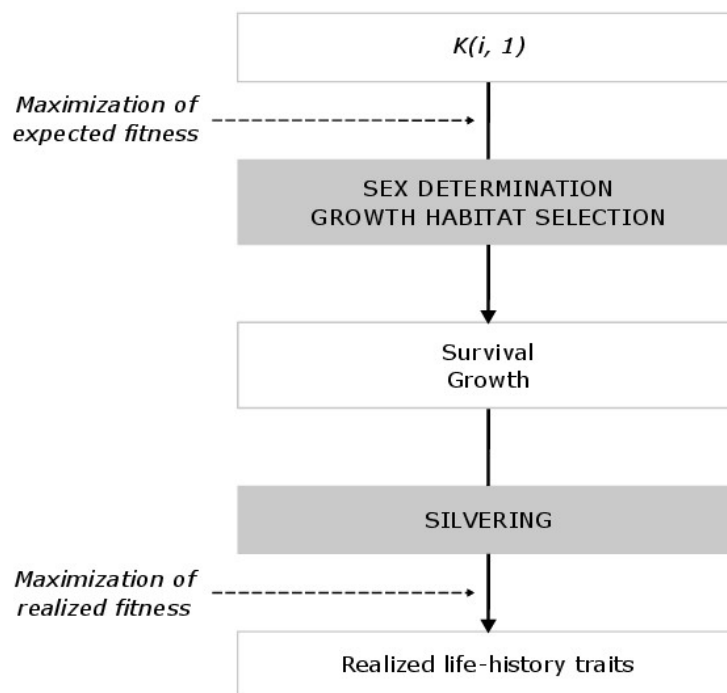 K(i, 1)
Maximization of
expected fitness
SEX DETERMINATION
GROWTH HABITAT SELECTION
Survival
Growth
SILVERING
Maximization of
realized fitness
Realized life-history traits